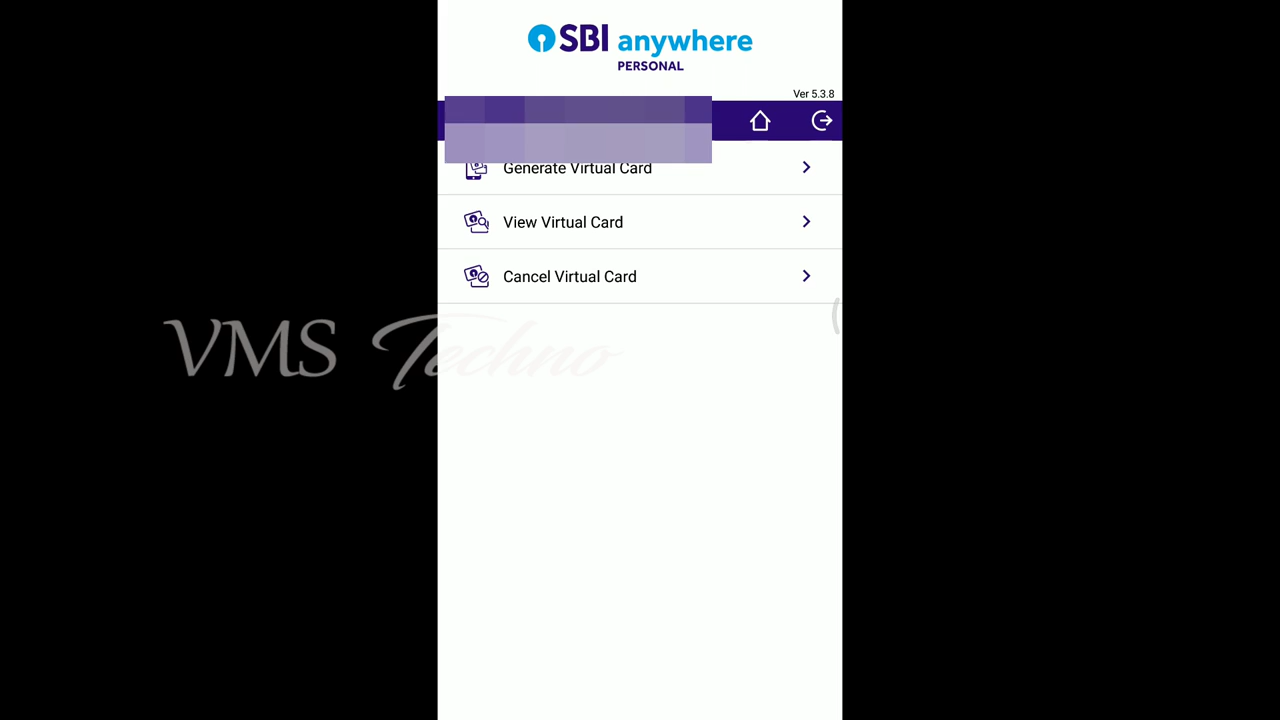 SBI anywhere
PERSONAL
Ver 5.3.8
Generate Virtual Card
View Virtual Card
Cancel Virtual Card
VMS Techno